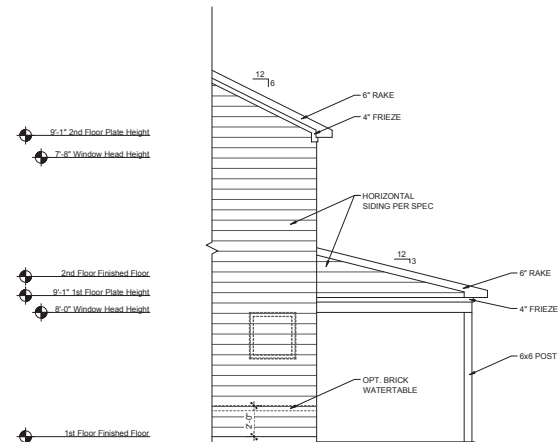 12
6
6" RAKE
4" FRIEZE
9'-1" 2nd Floor Plate Height
7'-8" Window Head Height
HORIZONTAL
SIDING PER SPEC
12
3
2nd Floor Finished Floor
6" RAKE
9'-1" 1st Floor Plate Height
4" FRIEZE
8'-0" Window Head Height
6x6 POST
OPT. BRICK
WATERTABLE
2'-0"
1st Floor Finished Floor